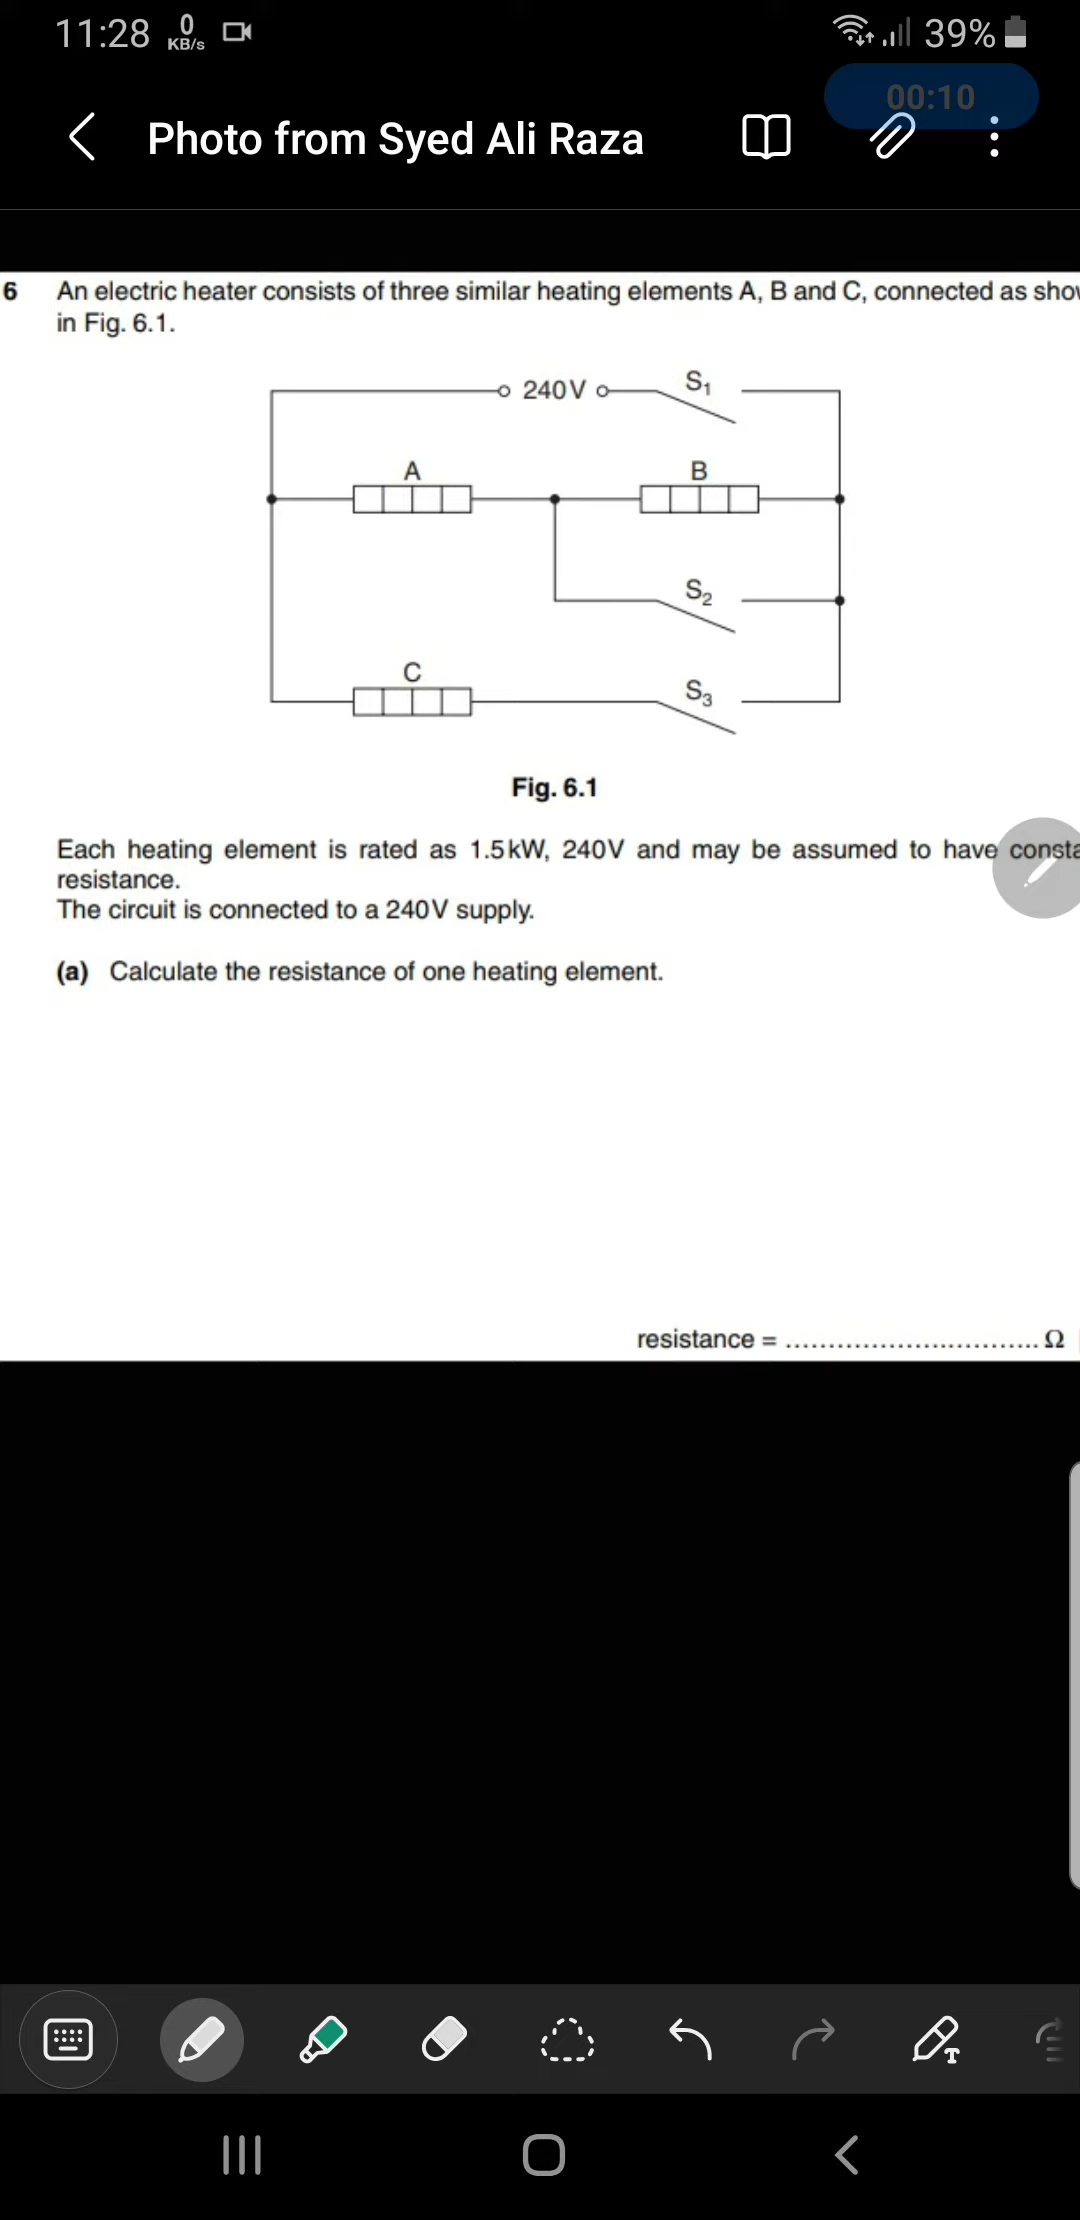 11:28 0 KB/s 39%
00:10
Photo from Syed Ali Raza
6 An electric heater consists of three similar heating elements A, B and C, connected as sho
in Fig. 6.1.
240V S₁
A B
S₂
C S₃
Fig. 6.1
Each heating element is rated as 1.5kW, 240V and may be assumed to have consta
resistance.
The circuit is connected to a 240V supply.
(a) Calculate the resistance of one heating element.
resistance = ................................ Ω
T